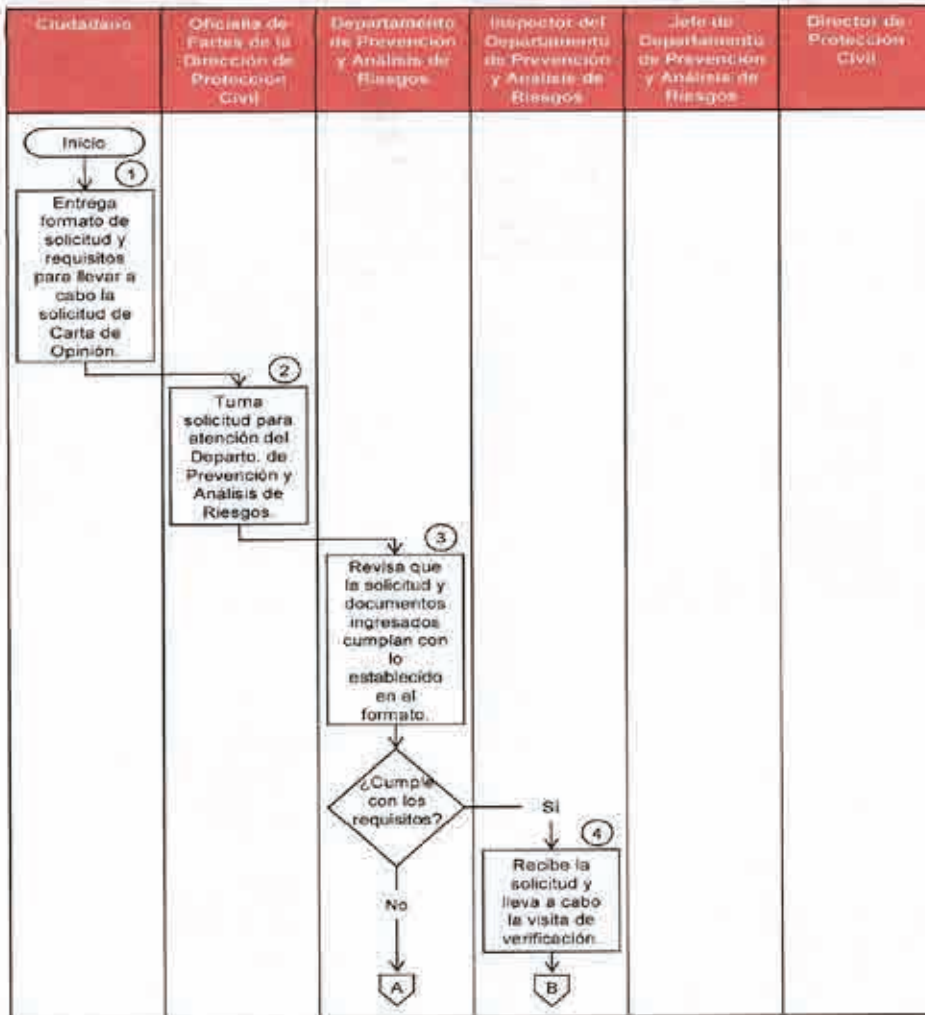 Ciudadano
Oficialía de
Partes de la
Dirección de
Protección
Civil
Departamento
de Prevención
y Análisis de
Riesgos
Inspector del
Departamento
de Prevención
y Análisis de
Riesgos
Jefe de
Departamento
de Prevención
y Análisis de
Riesgos
Director de
Protección
Civil
Inicio
1
Entrega
formato de
solicitud y
requisitos
para llevar a
cabo la
solicitud de
Carta de
Opinión.
2
Turna
solicitud para
atención del
Departo. de
Prevención y
Análisis de
Riesgos.
3
Revisa que
la solicitud y
documentos
ingresados
cumplan con
lo
establecido
en el
formato.
¿Cumple
con los
requisitos?
Si
No
4
Recibe la
solicitud y
lleva a cabo
la visita de
verificación.
A
B